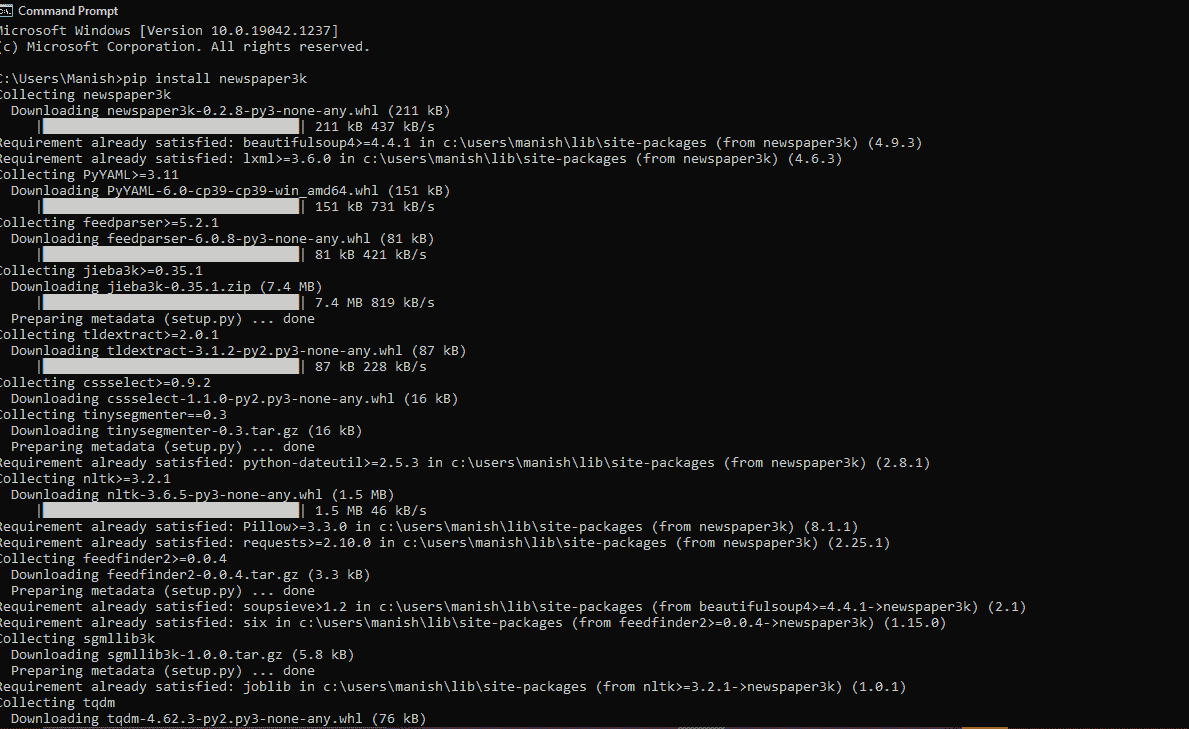 Command Prompt
Microsoft Windows [Version 10.0.19042.1237]
(c) Microsoft Corporation. All rights reserved.
C:\Users\Manish>pip install newspaper3k
Collecting newspaper3k
Downloading newspaper3k-0.2.8-py3-none-any.whl (211 kB)
|████████████████████████████████| 211 kB 437 kB/s
Requirement already satisfied: beautifulsoup4>=4.4.1 in c:\users\manish\lib\site-packages (from newspaper3k) (4.9.3)
Requirement already satisfied: lxml>=3.6.0 in c:\users\manish\lib\site-packages (from newspaper3k) (4.6.3)
Collecting PyYAML>=3.11
Downloading PyYAML-6.0-cp39-cp39-win_amd64.whl (151 kB)
|████████████████████████████████| 151 kB 731 kB/s
Collecting feedparser>=5.2.1
Downloading feedparser-6.0.8-py3-none-any.whl (81 kB)
|████████████████████████████████| 81 kB 421 kB/s
Collecting jieba3k>=0.35.1
Downloading jieba3k-0.35.1.zip (7.4 MB)
|████████████████████████████████| 7.4 MB 819 kB/s
Preparing metadata (setup.py) ... done
Collecting tldextract>=2.0.1
Downloading tldextract-3.1.2-py2.py3-none-any.whl (87 kB)
|████████████████████████████████| 87 kB 228 kB/s
Collecting cssselect>=0.9.2
Downloading cssselect-1.1.0-py2.py3-none-any.whl (16 kB)
Collecting tinysegmenter==0.3
Downloading tinysegmenter-0.3.tar.gz (16 kB)
Preparing metadata (setup.py) ... done
Requirement already satisfied: python-dateutil>=2.5.3 in c:\users\manish\lib\site-packages (from newspaper3k) (2.8.1)
Collecting nltk>=3.2.1
Downloading nltk-3.6.5-py3-none-any.whl (1.5 MB)
|████████████████████████████████| 1.5 MB 46 kB/s
Requirement already satisfied: Pillow>=3.3.0 in c:\users\manish\lib\site-packages (from newspaper3k) (8.1.1)
Requirement already satisfied: requests>=2.10.0 in c:\users\manish\lib\site-packages (from newspaper3k) (2.25.1)
Collecting feedfinder2>=0.0.4
Downloading feedfinder2-0.0.4.tar.gz (3.3 kB)
Preparing metadata (setup.py) ... done
Requirement already satisfied: soupsieve>1.2 in c:\users\manish\lib\site-packages (from beautifulsoup4>=4.4.1->newspaper3k) (2.1)
Requirement already satisfied: six in c:\users\manish\lib\site-packages (from feedfinder2>=0.0.4->newspaper3k) (1.15.0)
Collecting sgmllib3k
Downloading sgmllib3k-1.0.0.tar.gz (5.8 kB)
Preparing metadata (setup.py) ... done
Requirement already satisfied: joblib in c:\users\manish\lib\site-packages (from nltk>=3.2.1->newspaper3k) (1.0.1)
Collecting tqdm
Downloading tqdm-4.62.3-py2.py3-none-any.whl (76 kB)